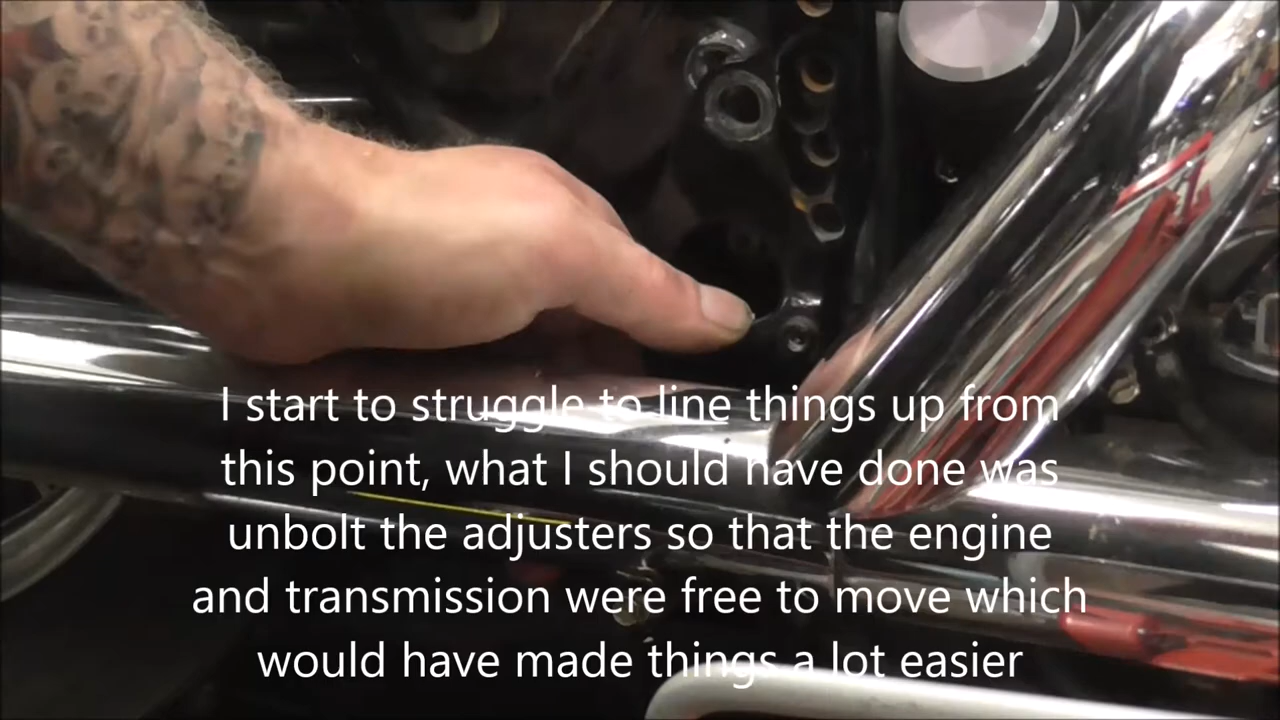 I start to struggle to line things up from
this point, what I should have done was
unbolt the adjusters so that the engine
and transmission were free to move which
would have made things a lot easier